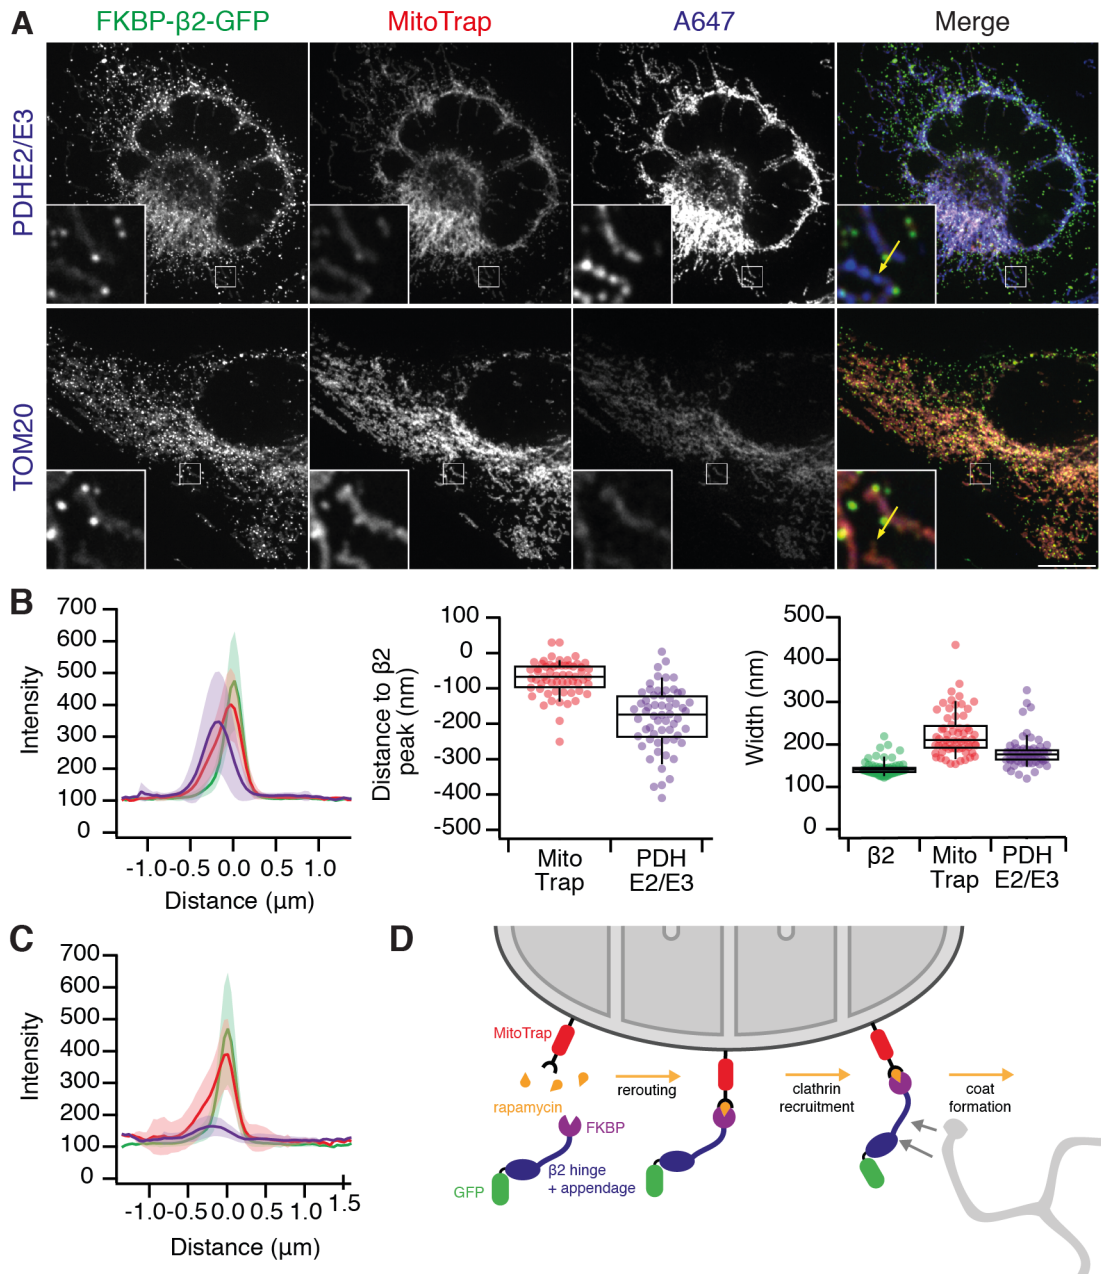 A
FKBP-β2-GFP
MitoTrap
A647
Merge
PDHE2/E3
TOM20
B
700
600
500
400
300
200
100
0
Intensity
-1.0
-0.5
0.0
0.5
1.0
Distance (μm)
100
0
-100
-200
-300
-400
-500
Distance to β2
peak (nm)
Mito
Trap
PDH
E2/E3
500
400
300
200
100
0
Width (nm)
β2
Mito
Trap
PDH
E2/E3
C
700
600
500
400
300
200
100
0
Intensity
-1.0
-0.5
0.0
0.5
1.0
1.5
Distance (μm)
D
MitoTrap
rapamycin
rerouting
clathrin
recruitment
coat
formation
FKBP
β2 hinge
+ appendage
GFP